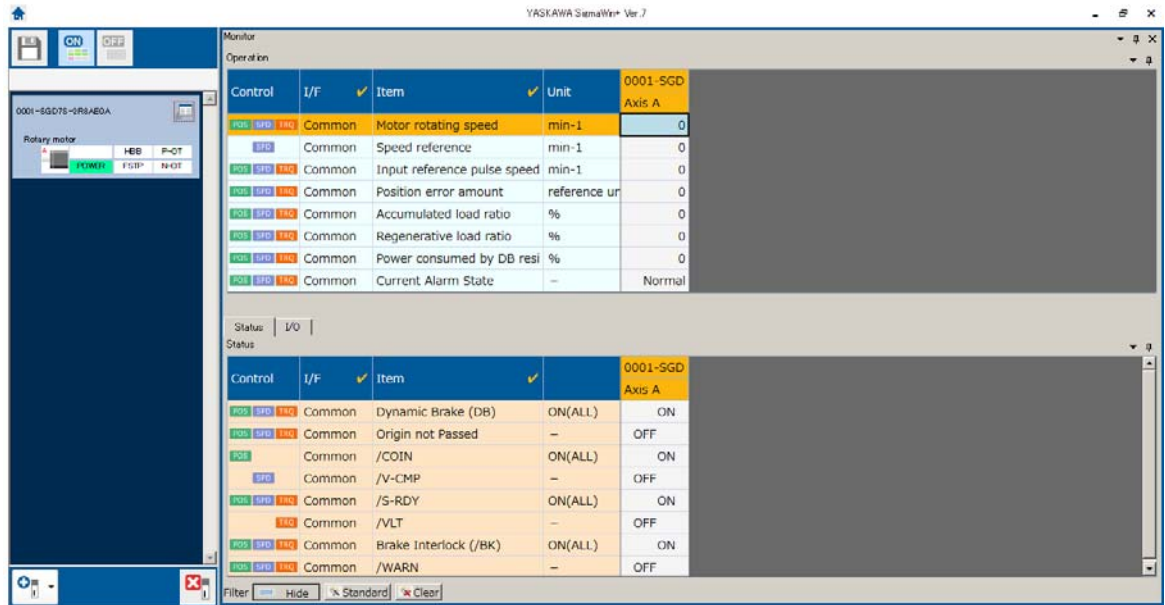 YASKAWA SigmaWin+ Ver.7
ON OFF
Monitor
Operation
Control I/F Item Unit 0001-SGD
Axis A
POS SPD TRQ Common Motor rotating speed min-1 0
SPD Common Speed reference min-1 0
POS SPD TRQ Common Input reference pulse speed min-1 0
POS SPD TRQ Common Position error amount reference un 0
POS SPD TRQ Common Accumulated load ratio % 0
POS SPD TRQ Common Regenerative load ratio % 0
POS SPD TRQ Common Power consumed by DB resi % 0
POS SPD TRQ Common Current Alarm State - Normal
0001-SGD7S-2R8AE0A
Rotary motor
A HBB P-OT
POWER FSTP N-OT
Status I/O
Status
Control I/F Item 0001-SGD
Axis A
POS SPD TRQ Common Dynamic Brake (DB) ON(ALL) ON
POS SPD TRQ Common Origin not Passed - OFF
POS Common /COIN ON(ALL) ON
SPD Common /V-CMP - OFF
POS SPD TRQ Common /S-RDY ON(ALL) ON
TRQ Common /VLT - OFF
POS SPD TRQ Common Brake Interlock (/BK) ON(ALL) ON
POS SPD TRQ Common /WARN - OFF
Filter Hide Standard Clear